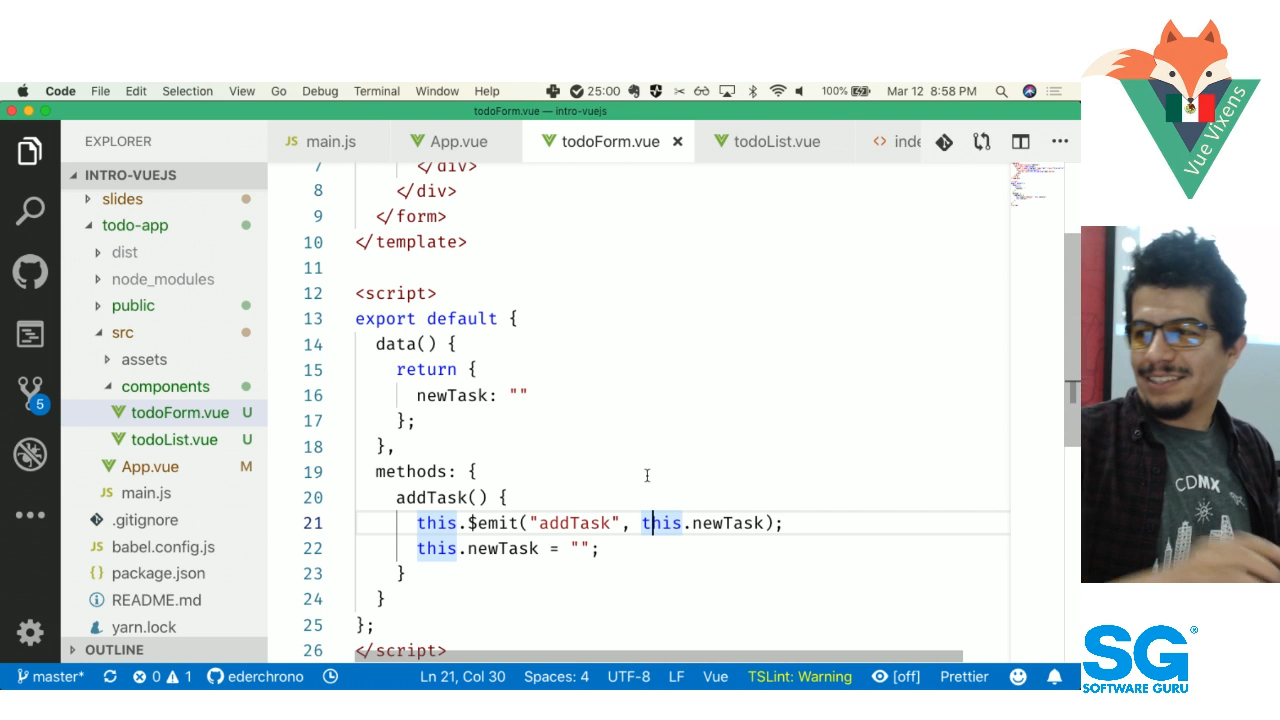 Code File Edit Selection View Go Debug Terminal Window Help 25:00 100% Mar 12 8:58 PM
todoForm.vue — intro-vuejs
EXPLORER
JS main.js
App.vue
todoForm.vue
todoList.vue
<> inde
INTRO-VUEJS
slides
todo-app
dist
node_modules
public
src
assets
components
todoForm.vue U
todoList.vue U
App.vue M
JS main.js
.gitignore
babel.config.js
{} package.json
README.md
yarn.lock
OUTLINE
5
7 </div>
8 </div>
9 </form>
10 </template>
11
12 <script>
13 export default {
14 data() {
15 return {
16 newTask: ""
17 };
18 },
19 methods: {
20 addTask() {
21 this.$emit("addTask", this.newTask);
22 this.newTask = "";
23 }
24 }
25 };
26 </script>
master* 0 1 ederchrono Ln 21, Col 30 Spaces: 4 UTF-8 LF Vue TSLint: Warning [off] Prettier
Vue Vixens
CDMX
SG®
SOFTWARE GURU